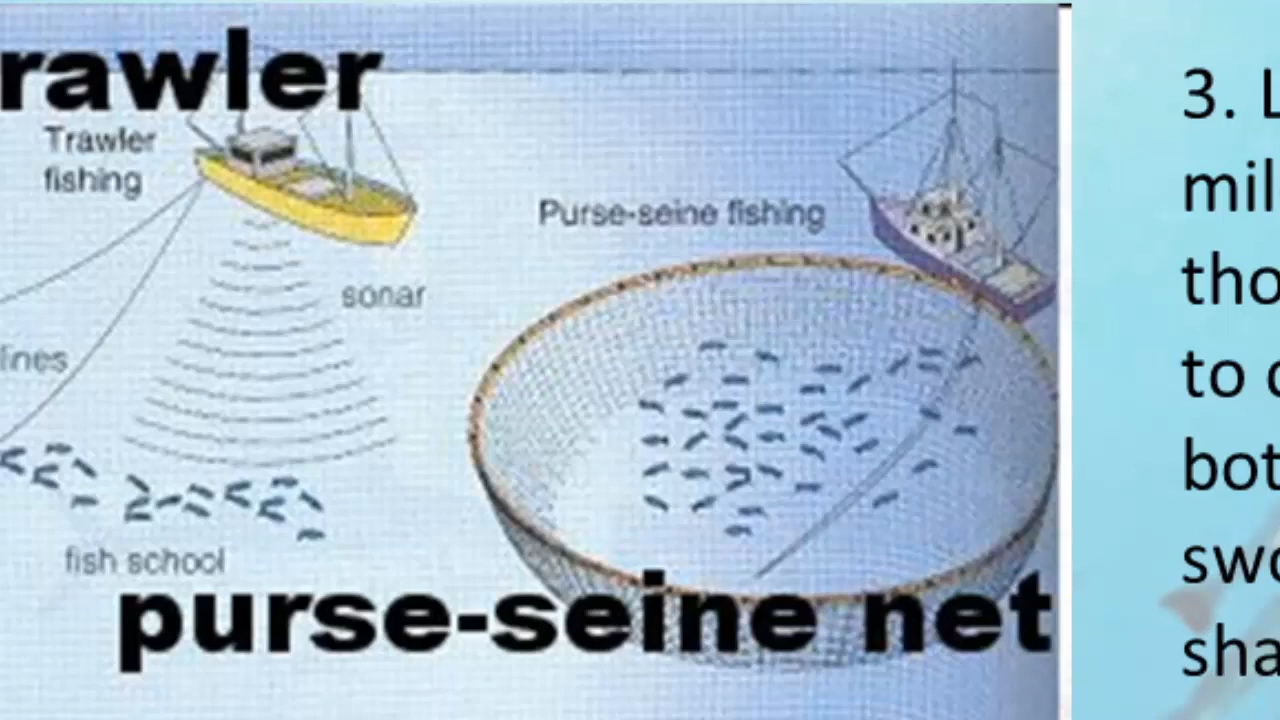 rawler
Trawler
fishing
Purse-seine fishing
sonar
lines
fish school
purse-seine net
3. L
mil
tho
to
bot
swo
sha